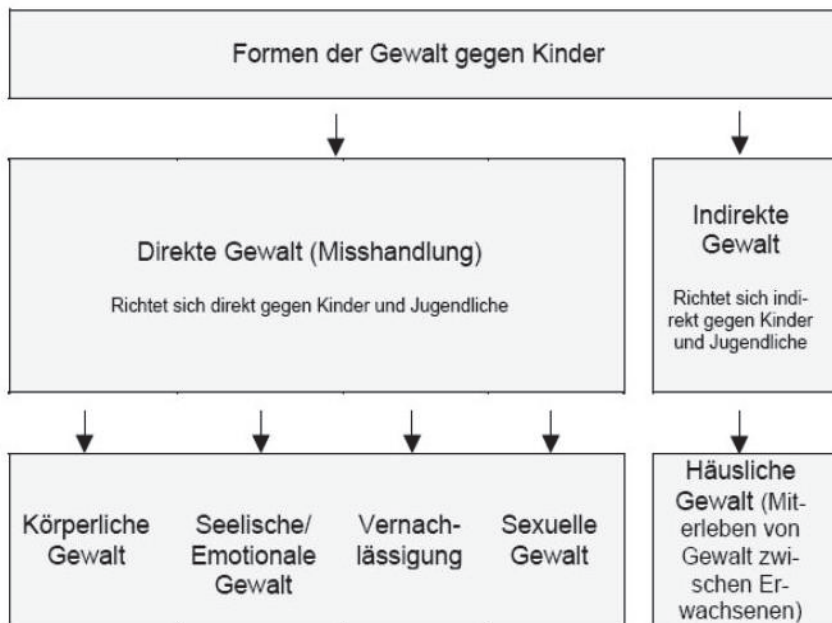 Formen der Gewalt gegen Kinder
Direkte Gewalt (Misshandlung)
Richtet sich direkt gegen Kinder und Jugendliche
Indirekte
Gewalt
Richtet sich indi-
rekt gegen Kinder
und Jugendliche
Körperliche
Gewalt
Seelische/
Emotionale
Gewalt
Vernach-
lässigung
Sexuelle
Gewalt
Häusliche
Gewalt (Mit-
erleben von
Gewalt zwi-
schen Er-
wachsenen)